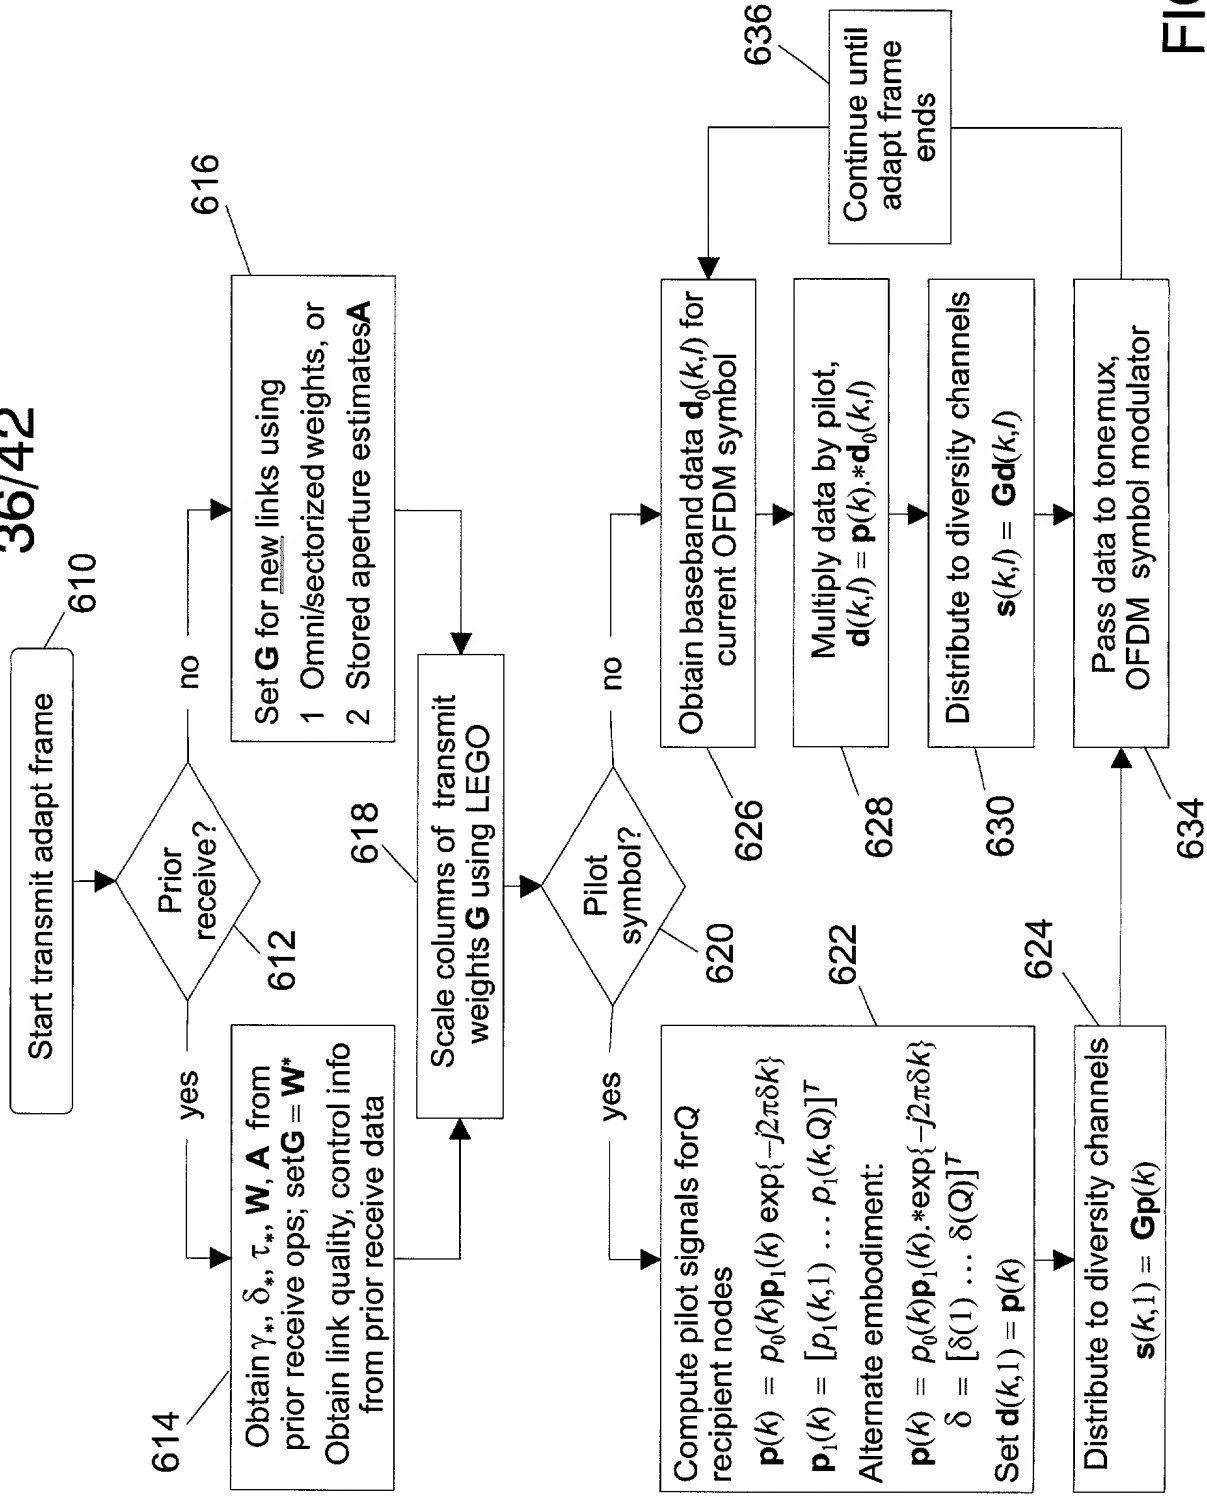 36/42
Start transmit adapt frame
610
Prior
receive?
612
yes
no
Obtain γ*, δ*, τ*, W, A from
prior receive ops; set G = W*
Obtain link quality, control info
from prior receive data
614
Set G for new links using
1 Omni/sectorized weights, or
2 Stored aperture estimatesA
616
Scale columns of transmit
weights G using LEGO
618
Pilot
symbol?
620
yes
no
Compute pilot signals forQ
recipient nodes
p(k) = p₀(k)p₁(k) exp{−j2πδk}
p₁(k) = [p₁(k,1) ... p₁(k,Q)]ᵀ
Alternate embodiment:
p(k) = p₀(k)p₁(k).*exp{−j2πδk}
δ = [δ(1) ... δ(Q)]ᵀ
Set d(k,1) = p(k)
622
Distribute to diversity channels
s(k,1) = Gp(k)
624
Obtain baseband data d₀(k,l) for
current OFDM symbol
626
Multiply data by pilot,
d(k,l) = p(k).*d₀(k,l)
628
Distribute to diversity channels
s(k,l) = Gd(k,l)
630
Pass data to tonemux,
OFDM symbol modulator
634
Continue until
adapt frame
ends
636